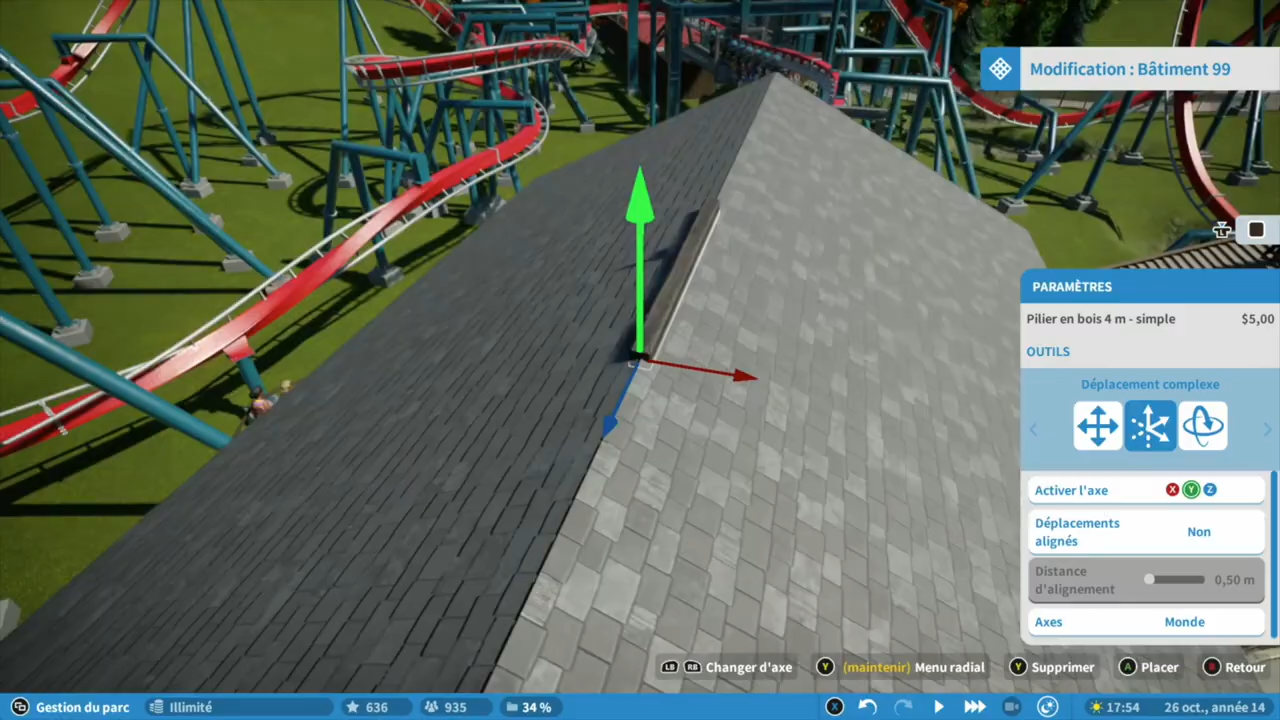 Modification : Bâtiment 99
PARAMÈTRES
Pilier en bois 4 m - simple $5,00
OUTILS
Déplacement complexe
Activer l'axe X Y Z
Déplacements
alignés
Non
Distance
d'alignement
0,50 m
Axes Monde
LB RB Changer d'axe Y (maintenir) Menu radial Y Supprimer A Placer B Retour
Gestion du parc Illimité 636 935 34 % X 17:54 26 oct., année 14